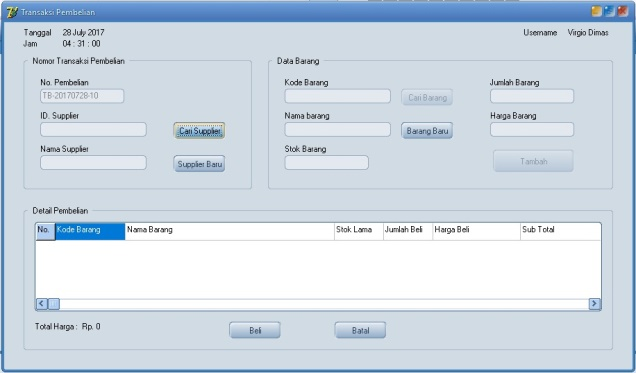 Transaksi Pembelian
Tanggal 28 July 2017 Username Virgio Dimas
Jam 04 : 31 : 00
Nomor Transaksi Pembelian
No. Pembelian
TB-20170728-10
ID. Supplier
Cari Supplier
Nama Supplier
Supplier Baru
Data Barang
Kode Barang Jumlah Barang
Cari Barang
Nama barang Harga Barang
Barang Baru
Stok Barang
Tambah
Detail Pembelian
No. Kode Barang Nama Barang Stok Lama Jumlah Beli Harga Beli Sub Total
Total Harga : Rp. 0
Beli Batal